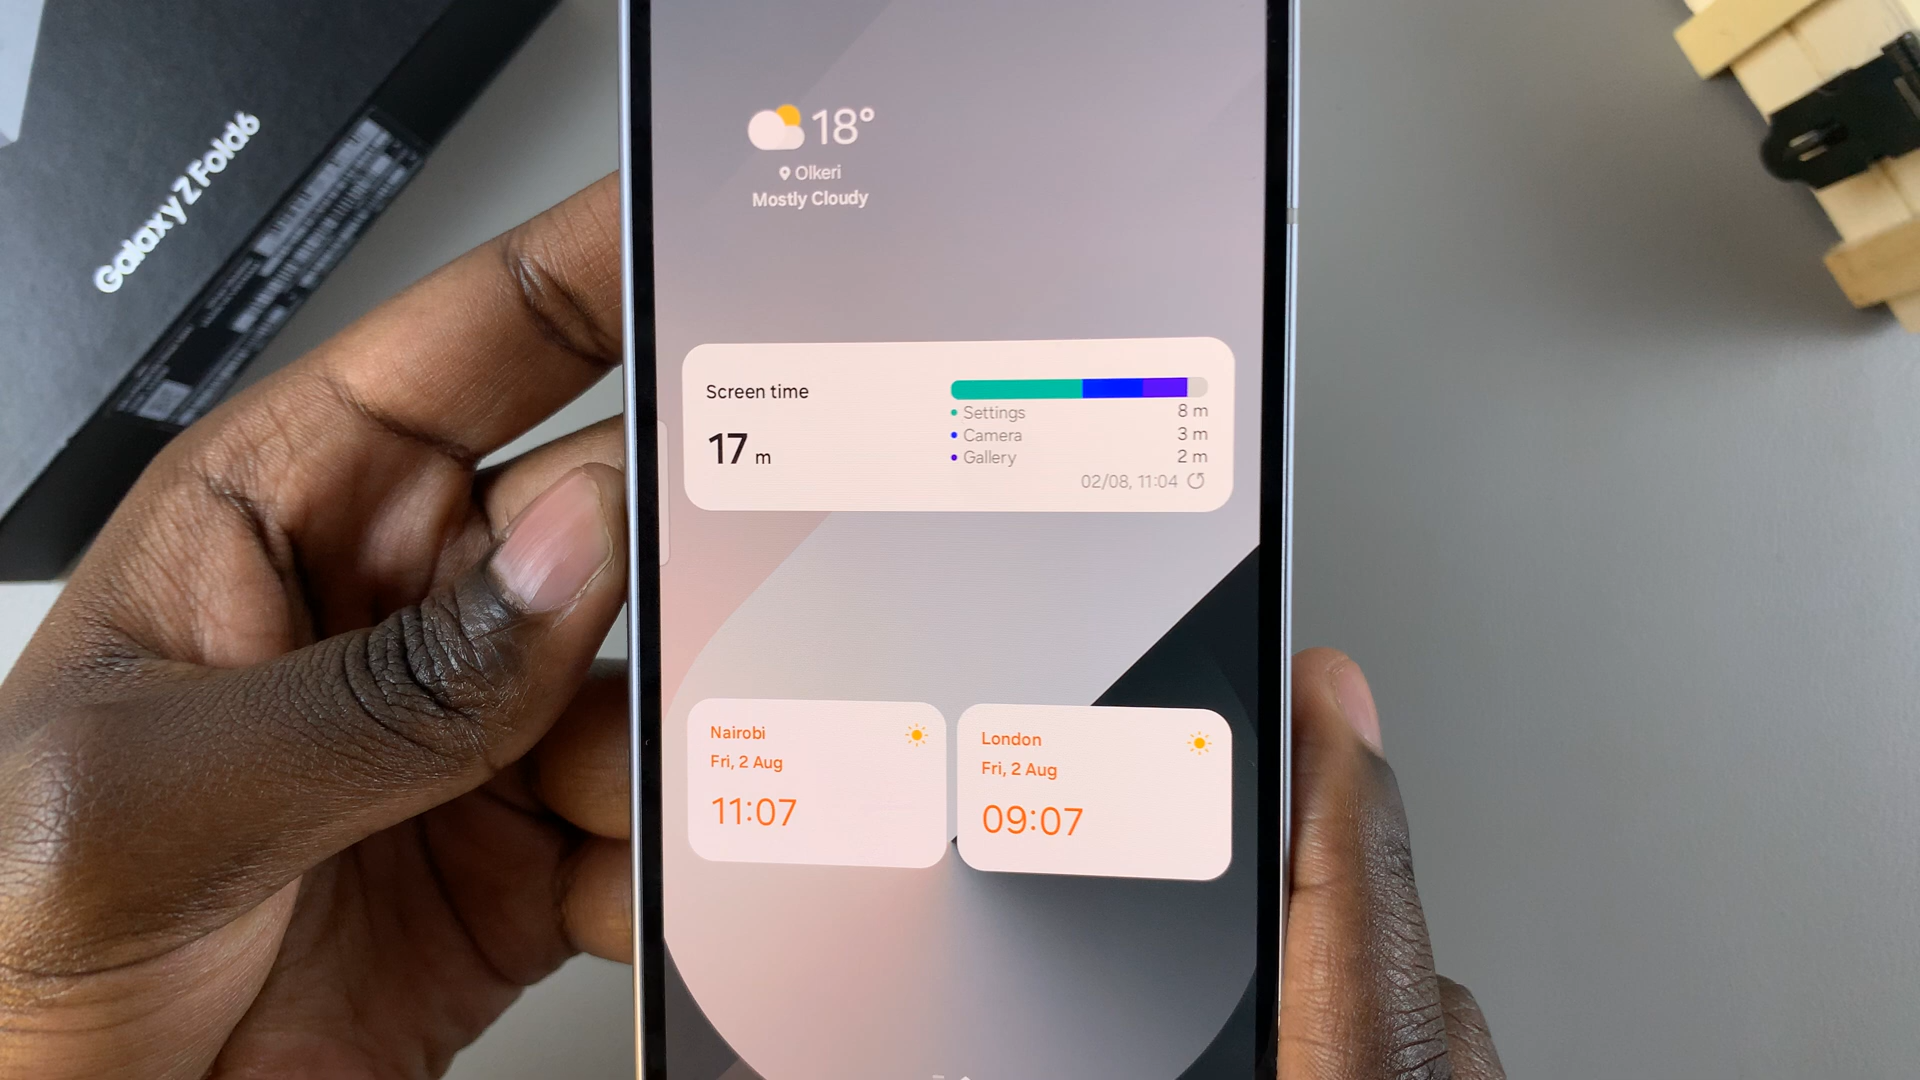 Galaxy Z Fold6
18°
Olkeri
Mostly Cloudy
Screen time
17 m
Settings 8 m
Camera 3 m
Gallery 2 m
02/08, 11:04
Nairobi
Fri, 2 Aug
11:07
London
Fri, 2 Aug
09:07